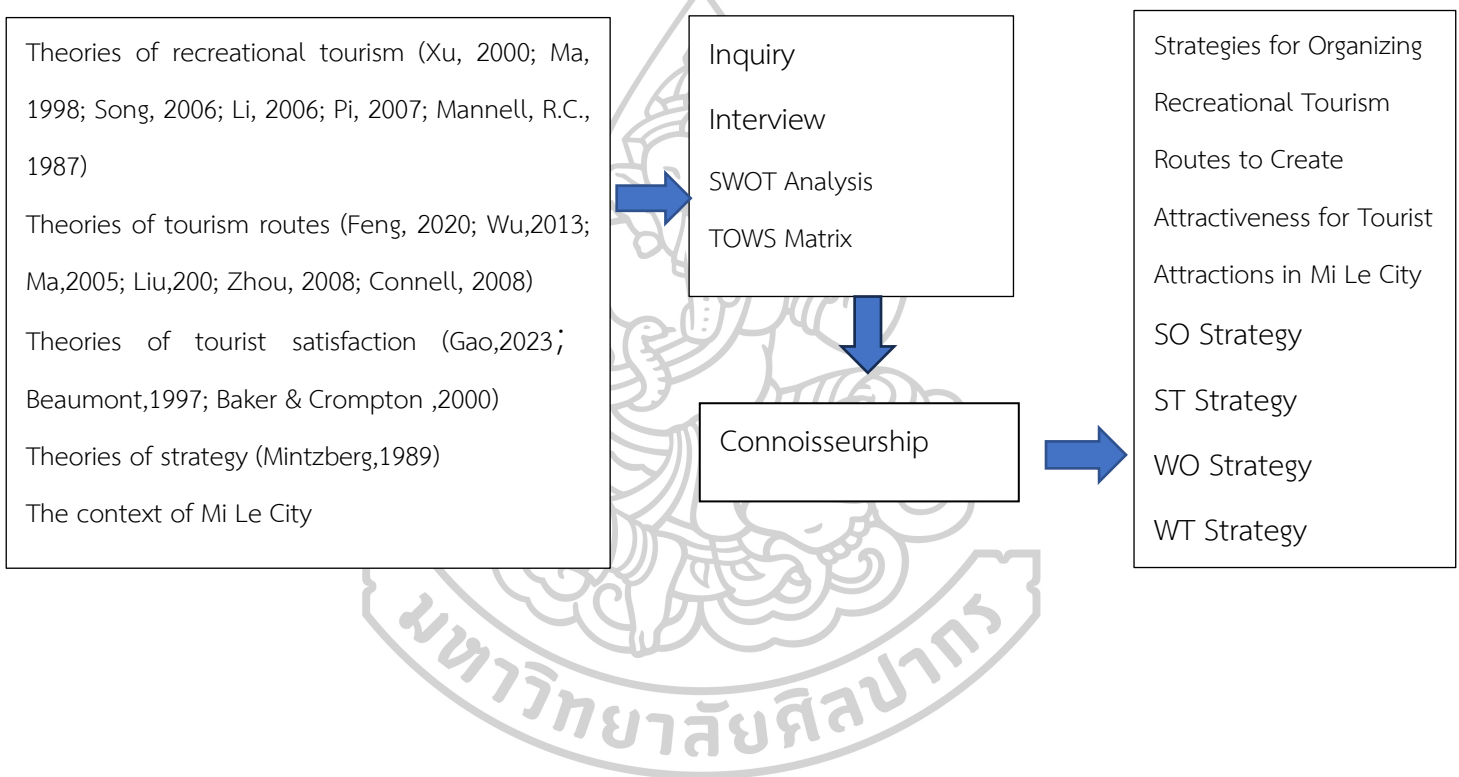 Theories of recreational tourism (Xu, 2000; Ma,
1998; Song, 2006; Li, 2006; Pi, 2007; Mannell, R.C.,
1987)
Theories of tourism routes (Feng, 2020; Wu,2013;
Ma,2005; Liu,200; Zhou, 2008; Connell, 2008)
Theories of tourist satisfaction (Gao,2023；
Beaumont,1997; Baker & Crompton ,2000)
Theories of strategy (Mintzberg,1989)
The context of Mi Le City
Inquiry
Interview
SWOT Analysis
TOWS Matrix
Connoisseurship
Strategies for Organizing
Recreational Tourism
Routes to Create
Attractiveness for Tourist
Attractions in Mi Le City
SO Strategy
ST Strategy
WO Strategy
WT Strategy
มหาวิทยาลัยศิลปากร